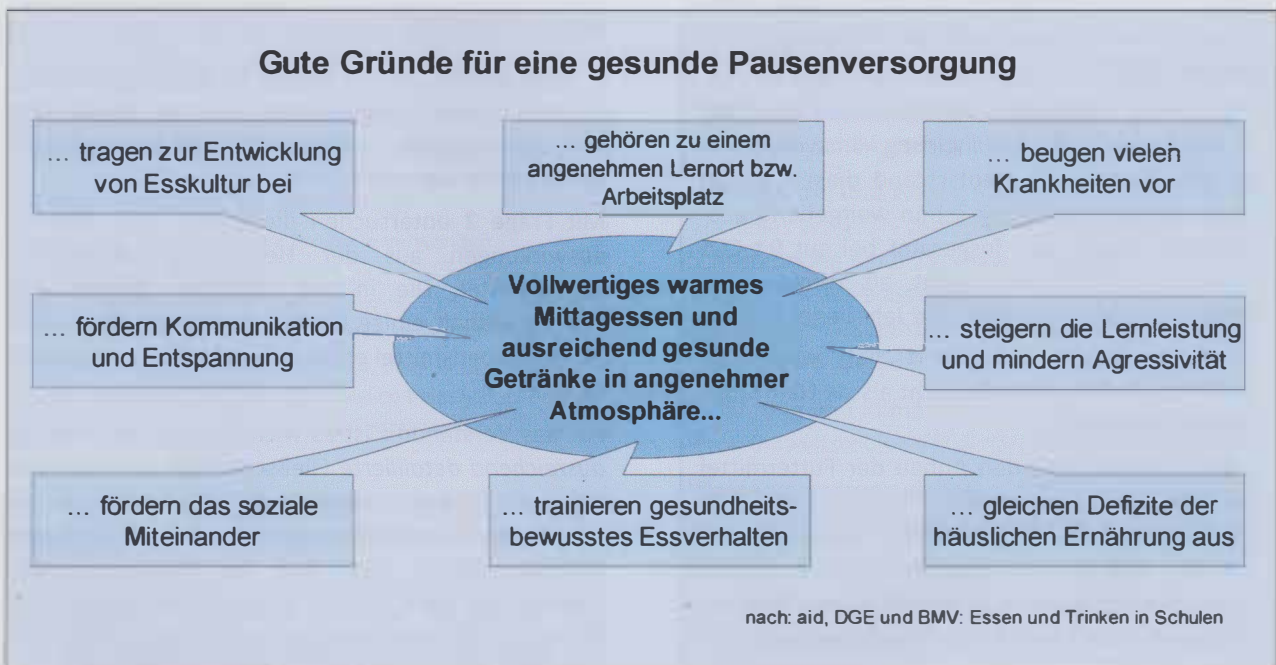 Gute Gründe für eine gesunde Pausenversorgung
... tragen zur Entwicklung
von Esskultur bei
... gehören zu einem
angenehmen Lernort bzw.
Arbeitsplatz
... beugen vielen
Krankheiten vor
Vollwertiges warmes
Mittagessen und
ausreichend gesunde
Getränke in angenehmer
Atmosphäre...
... fördern Kommunikation
und Entspannung
... steigern die Lernleistung
und mindern Agressivität
... fördern das soziale
Miteinander
... trainieren gesundheits-
bewusstes Essverhalten
... gleichen Defizite der
häuslichen Ernährung aus
nach: aid, DGE und BMV: Essen und Trinken in Schulen